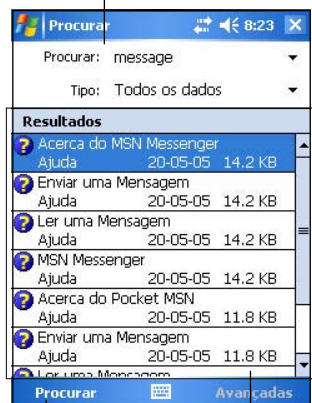 Procurar 8:23
Procurar: message
Tipo: Todos os dados
Resultados
Acerca do MSN Messenger
Ajuda 20-05-05 14.2 KB
Enviar uma Mensagem
Ajuda 20-05-05 14.2 KB
Ler uma Mensagem
Ajuda 20-05-05 14.2 KB
MSN Messenger
Ajuda 20-05-05 14.2 KB
Acerca do Pocket MSN
Ajuda 20-05-05 11.8 KB
Enviar uma Mensagem
Ajuda 20-05-05 11.8 KB
Ler uma Mensagem
Procurar Avançadas